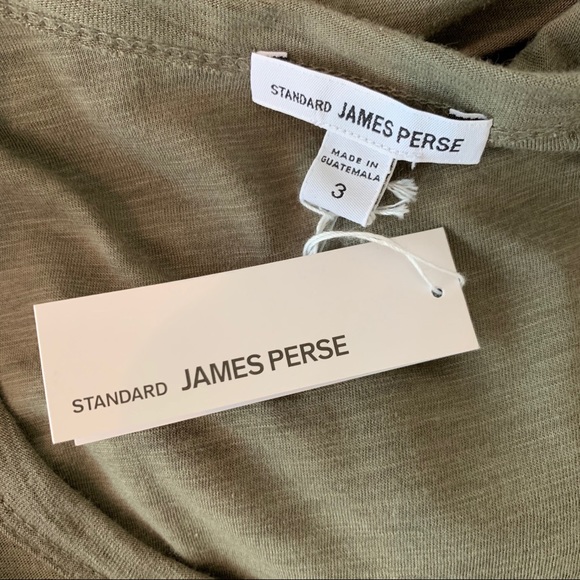 STANDARD JAMES PERSE
MADE IN
GUATEMALA
3
STANDARD JAMES PERSE